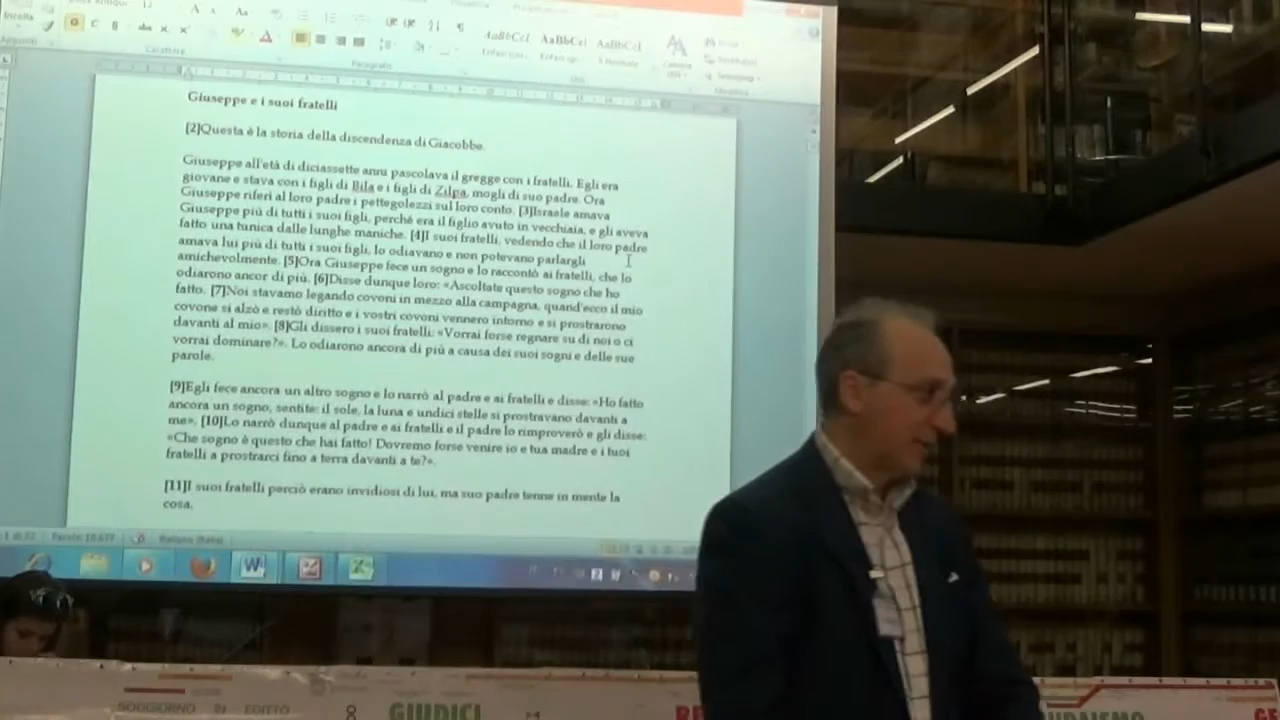 Incolla
Appunti
Carattere
Paragrafo
AaBbCcI
AaBbCcI
AaBbCcI
Giuseppe e i suoi fratelli
[2]Questa è la storia della discendenza di Giacobbe.
Giuseppe all'età di diciassette anni pascolava il gregge con i fratelli. Egli era
giovane e stava con i figli di Bila e i figli di Zilpa, mogli di suo padre. Ora
Giuseppe riferì al loro padre i pettegolezzi sul loro conto. [3]Israele amava
Giuseppe più di tutti i suoi figli, perché era il figlio avuto in vecchiaia, e gli aveva
fatto una tunica dalle lunghe maniche. [4]I suoi fratelli, vedendo che il loro padre
amava lui più di tutti i suoi figli, lo odiavano e non potevano parlargli
amichevolmente. [5]Ora Giuseppe fece un sogno e lo raccontò ai fratelli, che lo
odiarono ancor di più. [6]Disse dunque loro: «Ascoltate questo sogno che ho
fatto. [7]Noi stavamo legando covoni in mezzo alla campagna, quand'ecco il mio
covone si alzò e restò diritto e i vostri covoni vennero intorno e si prostrarono
davanti al mio». [8]Gli dissero i suoi fratelli: «Vorrai forse regnare su di noi o ci
vorrai dominare?». Lo odiarono ancora di più a causa dei suoi sogni e delle sue
parole.
[9]Egli fece ancora un altro sogno e lo narrò al padre e ai fratelli e disse: «Ho fatto
ancora un sogno, sentite: il sole, la luna e undici stelle si prostravano davanti a
me». [10]Lo narrò dunque al padre e ai fratelli e il padre lo rimproverò e gli disse:
«Che sogno è questo che hai fatto! Dovremo forse venire io e tua madre e i tuoi
fratelli a prostrarci fino a terra davanti a te?».
[11]I suoi fratelli perciò erano invidiosi di lui, ma suo padre tenne in mente la
cosa.
SOGGIORNO IN EGITTO
GIUDICI